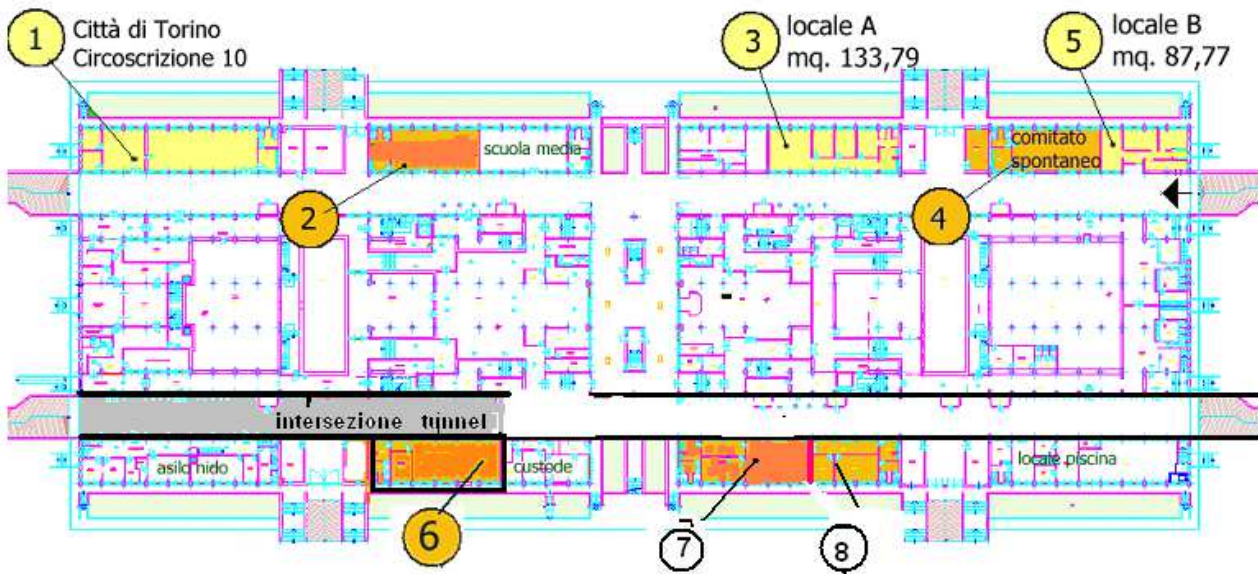 1
Città di Torino
Circoscrizione 10
3
locale A
mq. 133,79
5
locale B
mq. 87,77
scuola media
comitato
spontaneo
2
4
intersezione tunnel
asilo nido
custode
locale piscina
6
7
8